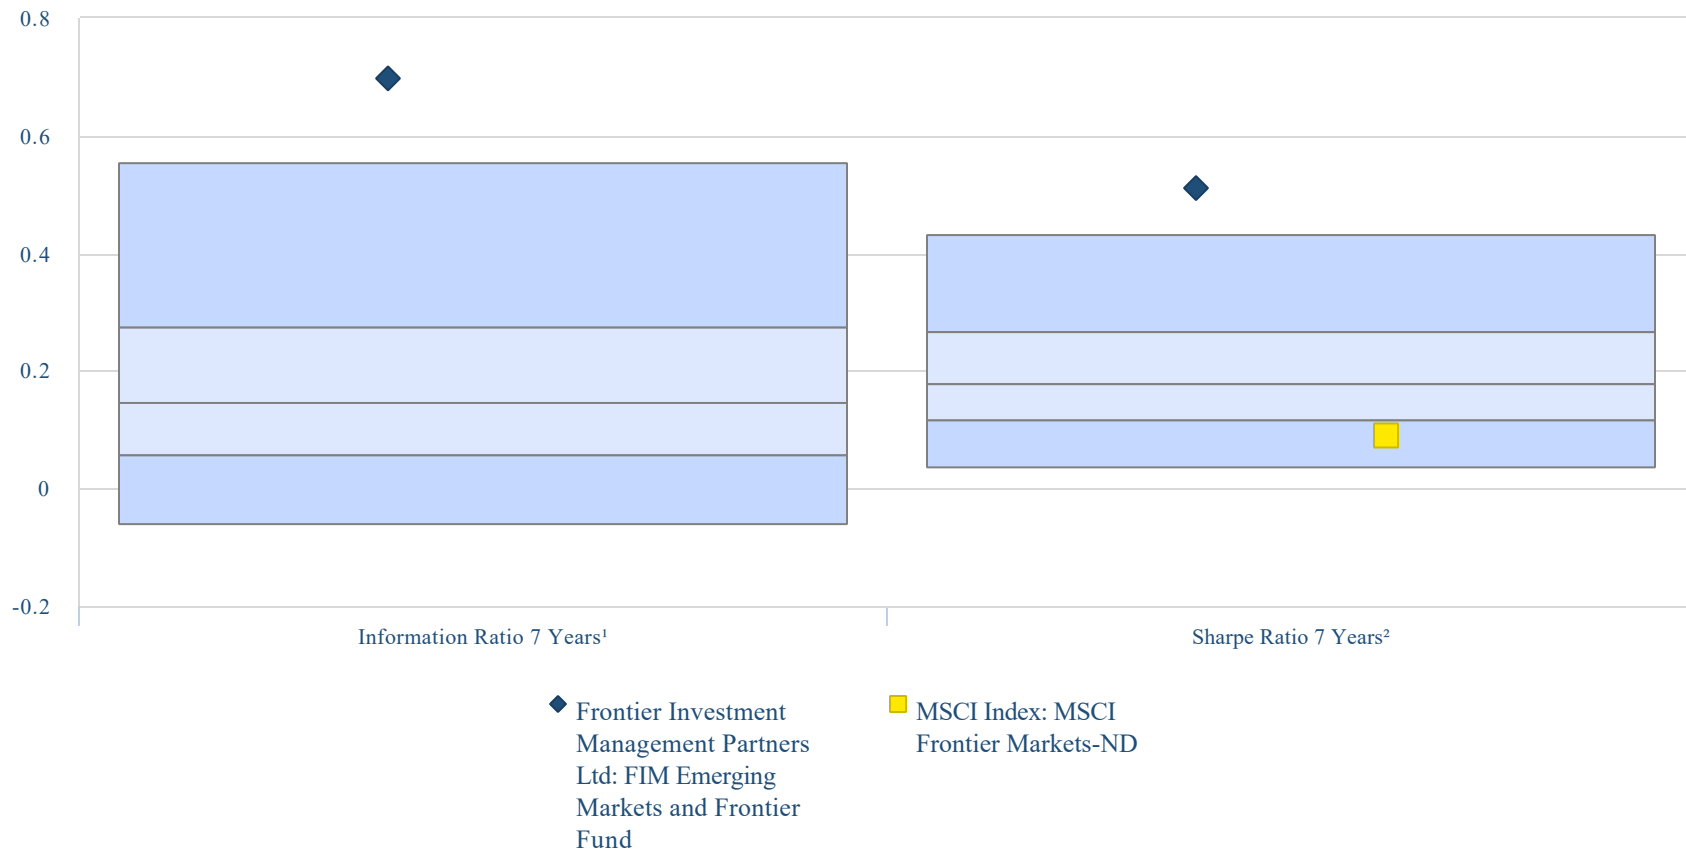 0.8
0.6
0.4
0.2
0
-0.2
Information Ratio 7 Years¹
Sharpe Ratio 7 Years²
Frontier Investment
Management Partners
Ltd: FIM Emerging
Markets and Frontier
Fund
MSCI Index: MSCI
Frontier Markets-ND